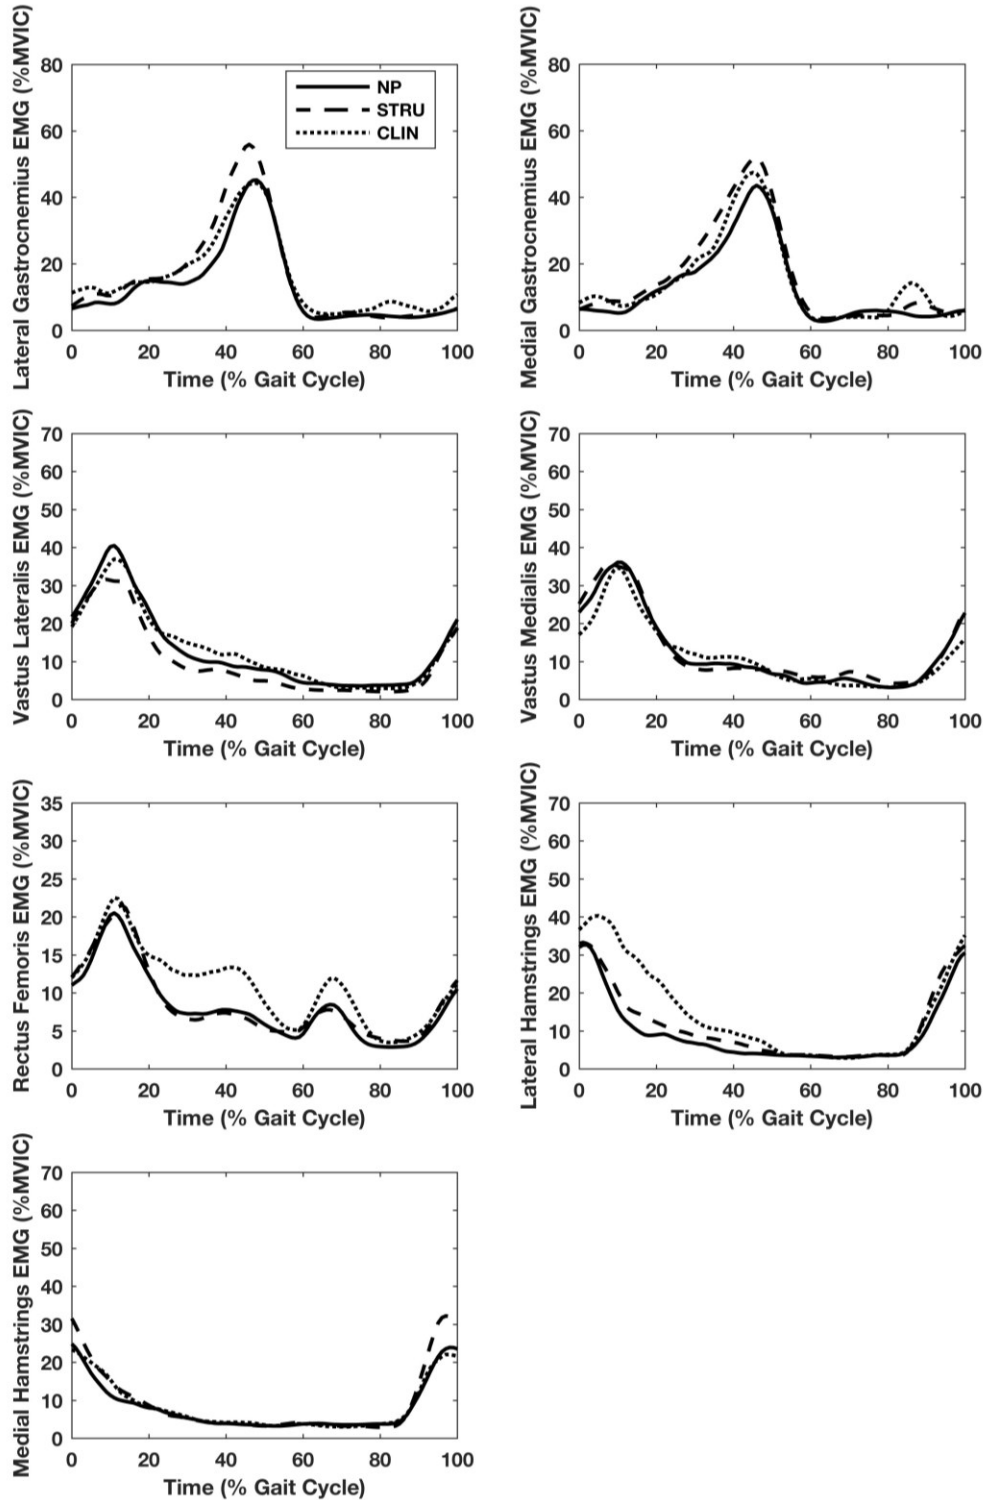 Lateral Gastrocnemius EMG (%MVIC)
80
60
40
20
0
NP
STRU
CLIN
0 20 40 60 80 100
Time (% Gait Cycle)
Medial Gastrocnemius EMG (%MVIC)
80
60
40
20
0
0 20 40 60 80 100
Time (% Gait Cycle)
Vastus Lateralis EMG (%MVIC)
70
60
50
40
30
20
10
0
0 20 40 60 80 100
Time (% Gait Cycle)
Vastus Medialis EMG (%MVIC)
70
60
50
40
30
20
10
0
0 20 40 60 80 100
Time (% Gait Cycle)
Rectus Femoris EMG (%MVIC)
35
30
25
20
15
10
5
0
0 20 40 60 80 100
Time (% Gait Cycle)
Lateral Hamstrings EMG (%MVIC)
70
60
50
40
30
20
10
0
0 20 40 60 80 100
Time (% Gait Cycle)
Medial Hamstrings EMG (%MVIC)
70
60
50
40
30
20
10
0
0 20 40 60 80 100
Time (% Gait Cycle)